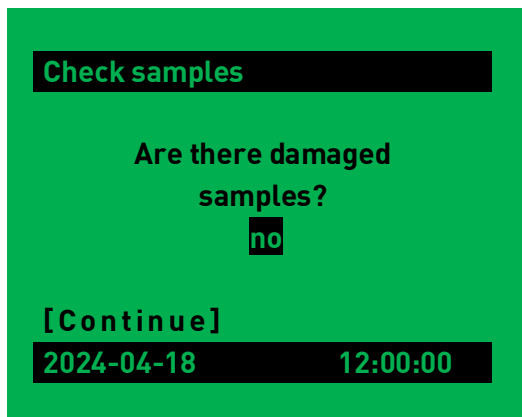 Check samples
Are there damaged
samples?
no
[Continue]
2024-04-18 12:00:00